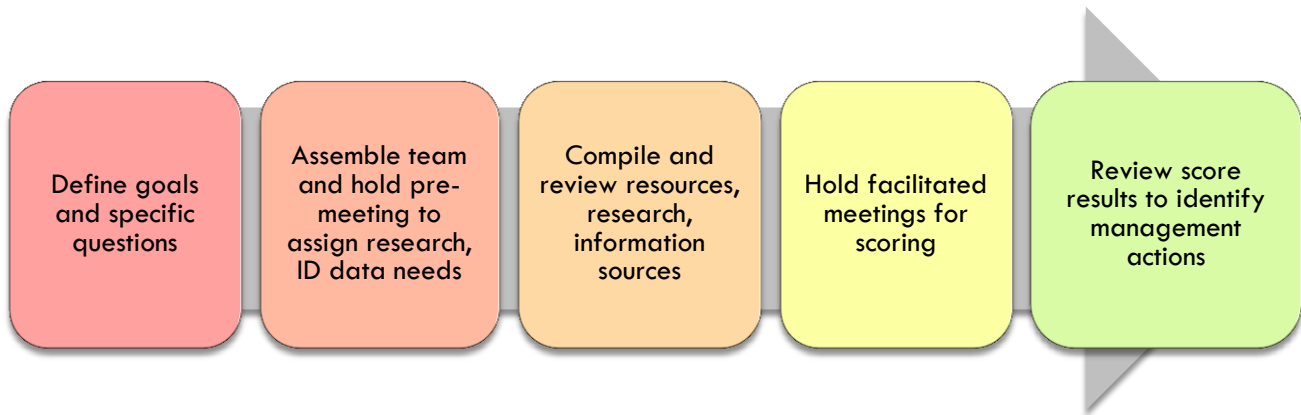 Define goals
and specific
questions
Assemble team
and hold pre-
meeting to
assign research,
ID data needs
Compile and
review resources,
research,
information
sources
Hold facilitated
meetings for
scoring
Review score
results to identify
management
actions